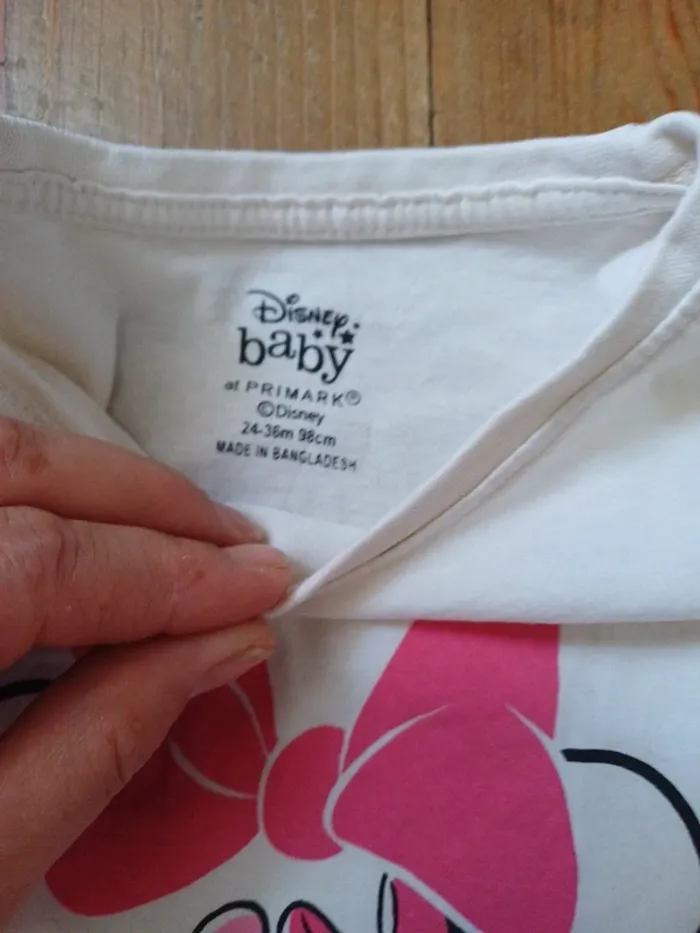 Disney
baby
at PRIMARK®
©Disney
24-36m 98cm
MADE IN BANGLADESH